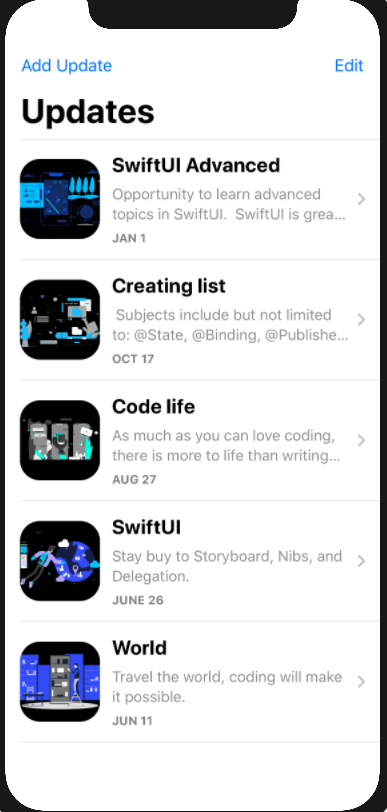 Add Update
Edit
Updates
SwiftUI Advanced
Opportunity to learn advanced
topics in SwiftUI.  SwiftUI is grea...
JAN 1
Creating list
Subjects include but not limited
to: @State, @Binding, @Publishe...
OCT 17
Code life
As much as you can love coding,
there is more to life than writing...
AUG 27
SwiftUI
Stay buy to Storyboard, Nibs, and
Delegation.
JUNE 26
World
Travel the world, coding will make
it possible.
JUN 11